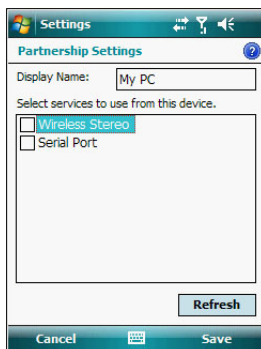 Settings
Partnership Settings
Display Name: My PC
Select services to use from this device.
Wireless Stereo
Serial Port
Refresh
Cancel Save